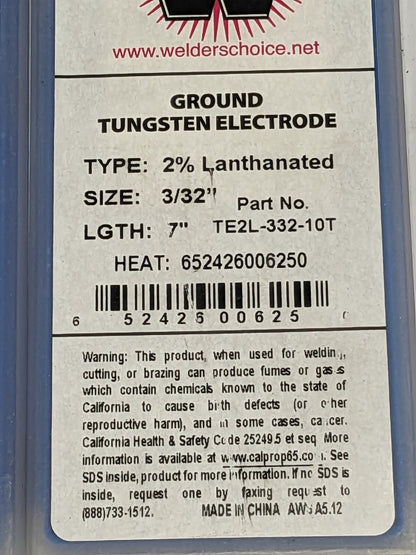 www.welderschoice.net
GROUND
TUNGSTEN ELECTRODE
TYPE: 2% Lanthanated
SIZE: 3/32"
Part No.
LGTH: 7" TE2L-332-10T
HEAT: 652426006250
6 52426 00625 0
Warning: This product, when used for welding,
cutting, or brazing can produce fumes or gases
which contain chemicals known to the state of
California to cause birth defects (or other
reproductive harm), and in some cases, cancer.
California Health & Safety Code 25249.5 et seq More
information is available at www.calprop65.com. See
SDS inside, product for more information. If no SDS is
inside, request one by faxing request to
(888)733-1512. MADE IN CHINA AWS A5.12